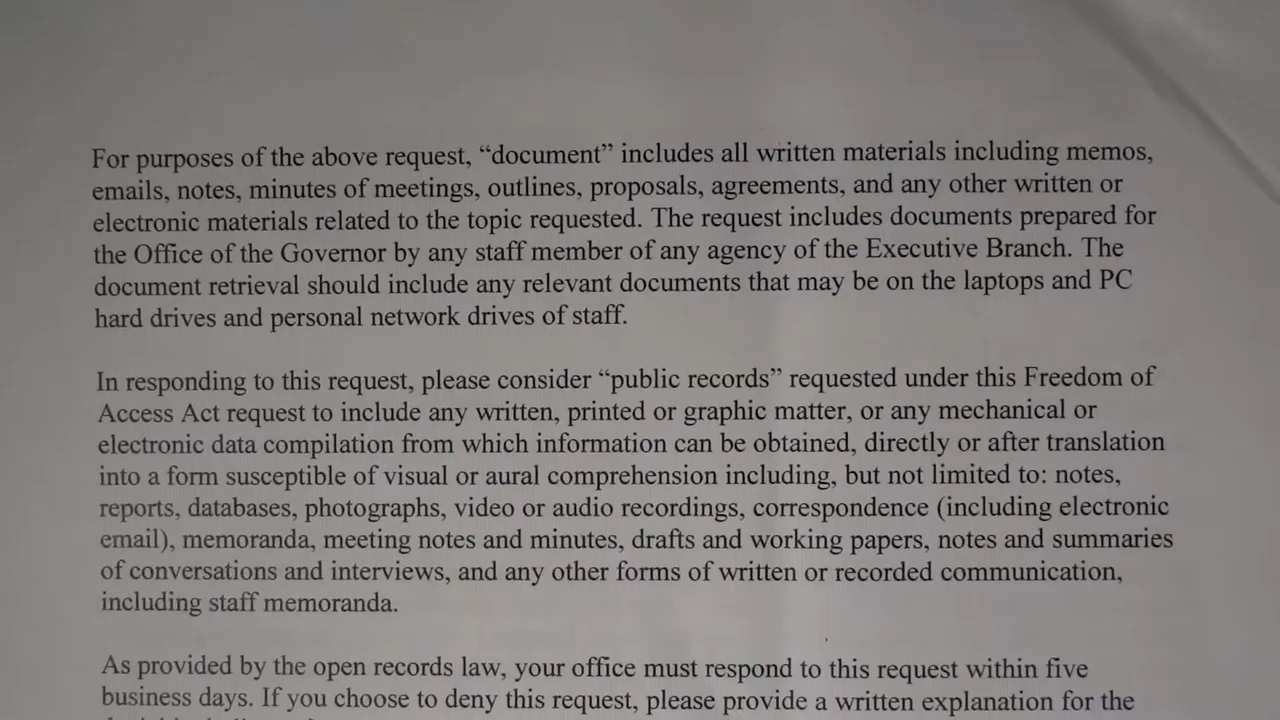 For purposes of the above request, “document” includes all written materials including memos,
emails, notes, minutes of meetings, outlines, proposals, agreements, and any other written or
electronic materials related to the topic requested. The request includes documents prepared for
the Office of the Governor by any staff member of any agency of the Executive Branch. The
document retrieval should include any relevant documents that may be on the laptops and PC
hard drives and personal network drives of staff.
In responding to this request, please consider “public records” requested under this Freedom of
Access Act request to include any written, printed or graphic matter, or any mechanical or
electronic data compilation from which information can be obtained, directly or after translation
into a form susceptible of visual or aural comprehension including, but not limited to: notes,
reports, databases, photographs, video or audio recordings, correspondence (including electronic
email), memoranda, meeting notes and minutes, drafts and working papers, notes and summaries
of conversations and interviews, and any other forms of written or recorded communication,
including staff memoranda.
As provided by the open records law, your office must respond to this request within five
business days. If you choose to deny this request, please provide a written explanation for the